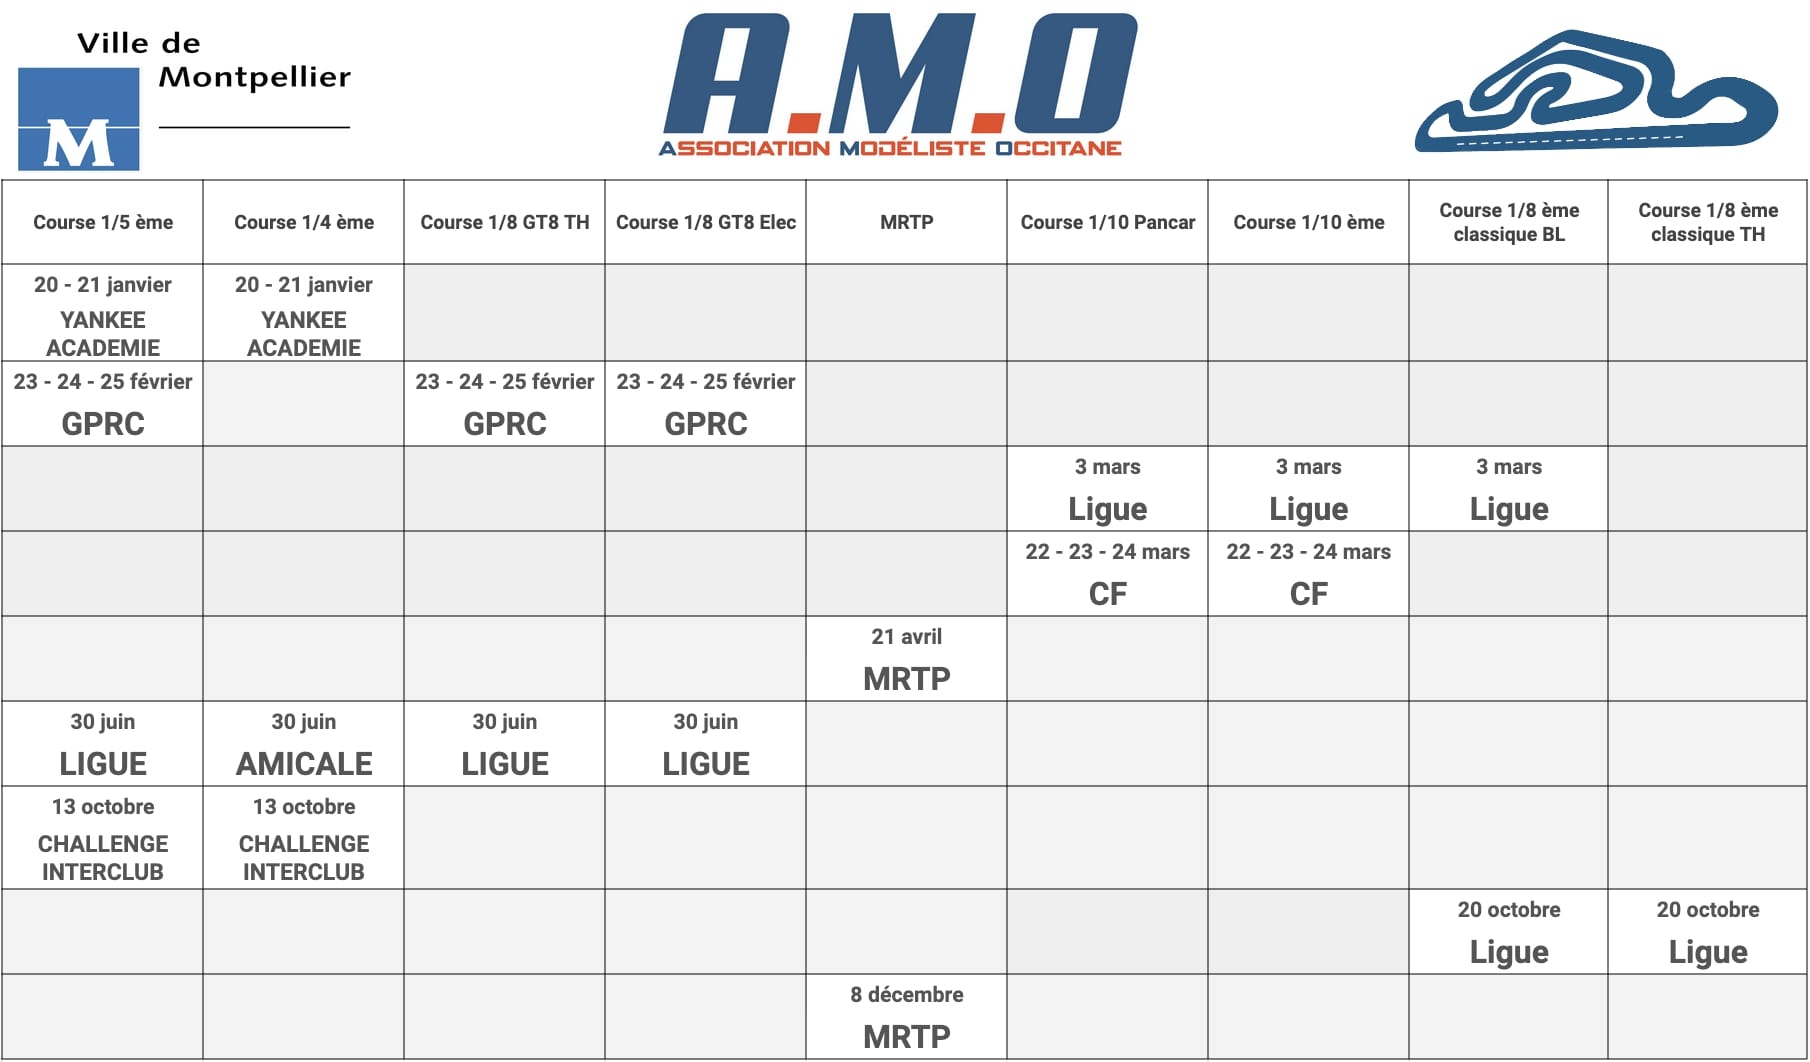 Ville de
Montpellier
M
A.M.O
ASSOCIATION MODÉLISTE OCCITANE
Course 1/5 ème
Course 1/4 ème
Course 1/8 GT8 TH
Course 1/8 GT8 Elec
MRTP
Course 1/10 Pancar
Course 1/10 ème
Course 1/8 ème
classique BL
Course 1/8 ème
classique TH
20 - 21 janvier
YANKEE
ACADEMIE
20 - 21 janvier
YANKEE
ACADEMIE
23 - 24 - 25 février
GPRC
23 - 24 - 25 février
GPRC
23 - 24 - 25 février
GPRC
3 mars
Ligue
3 mars
Ligue
3 mars
Ligue
22 - 23 - 24 mars
CF
22 - 23 - 24 mars
CF
21 avril
MRTP
30 juin
LIGUE
30 juin
AMICALE
30 juin
LIGUE
30 juin
LIGUE
13 octobre
CHALLENGE
INTERCLUB
13 octobre
CHALLENGE
INTERCLUB
20 octobre
Ligue
20 octobre
Ligue
8 décembre
MRTP